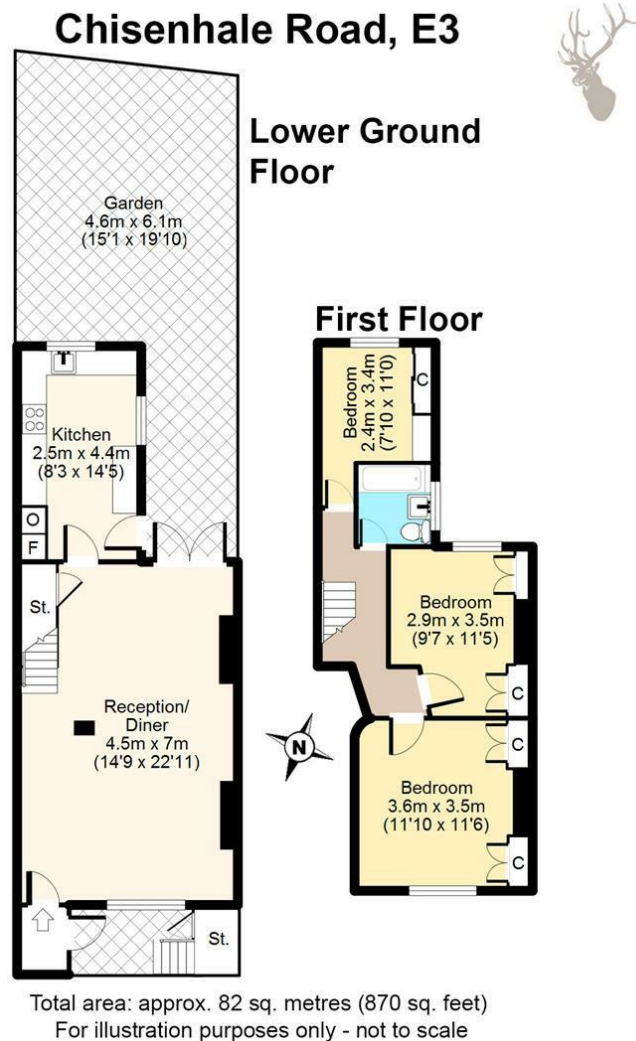 Chisenhale Road, E3
Lower Ground
Floor
Garden
4.6m x 6.1m
(15'1 x 19'10)
First Floor
Kitchen
2.5m x 4.4m
(8'3 x 14'5)
O
F
St.
Reception/
Diner
4.5m x 7m
(14'9 x 22'11)
St.
N
Bedroom
2.4m x 3.4m
(7'10 x 11'0)
C
Bedroom
2.9m x 3.5m
(9'7 x 11'5)
C
C
Bedroom
3.6m x 3.5m
(11'10 x 11'6)
C
Total area: approx. 82 sq. metres (870 sq. feet)
For illustration purposes only - not to scale